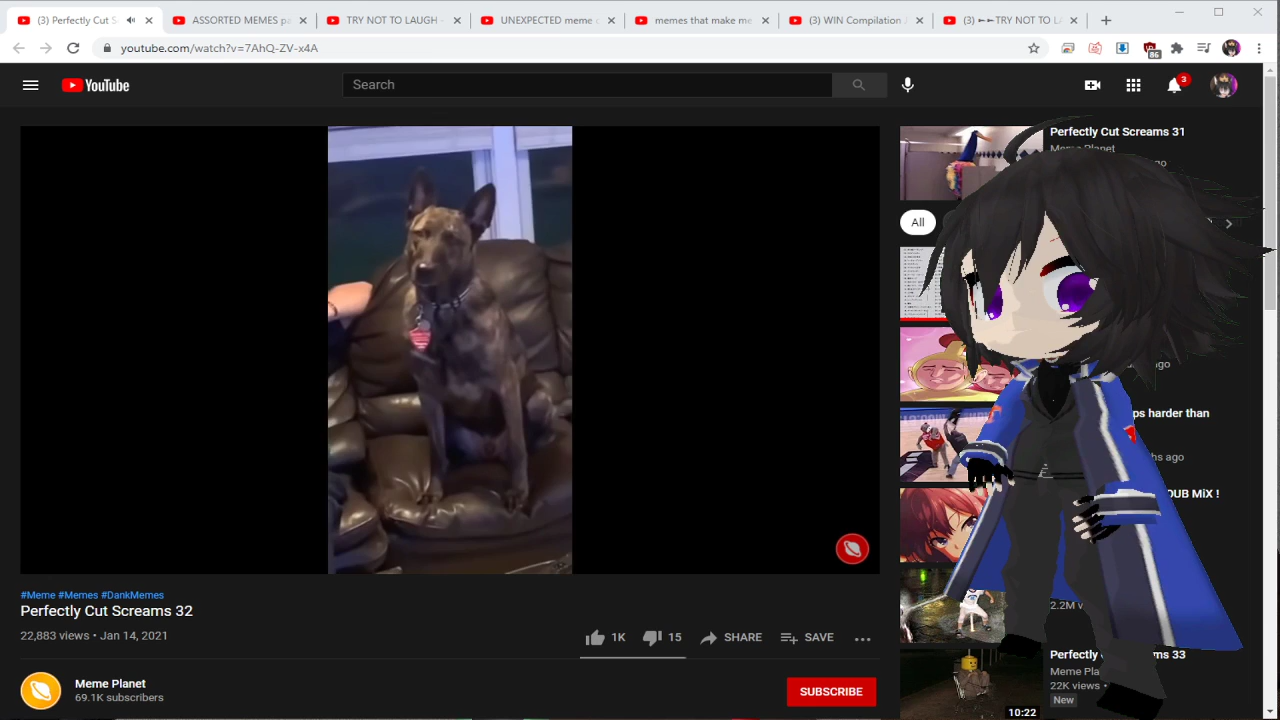 (3) Perfectly Cut S
ASSORTED MEMES
TRY NOT TO LAUGH -
UNEXPECTED meme
memes that make me
(3) WIN Compilation
(3) ►►TRY NOT TO L
youtube.com/watch?v=7AhQ-ZV-x4A
86
YouTube
Search
3
Perfectly Cut Screams 31
Meme Planet
All
ago
ps harder than
hs ago
DUB MiX !
2.2M
Perfectly
33
Meme Pla
22K views •
New
10:22
#Meme #Memes #DankMemes
Perfectly Cut Screams 32
22,883 views • Jan 14, 2021
1K
15
SHARE
SAVE
Meme Planet
69.1K subscribers
SUBSCRIBE